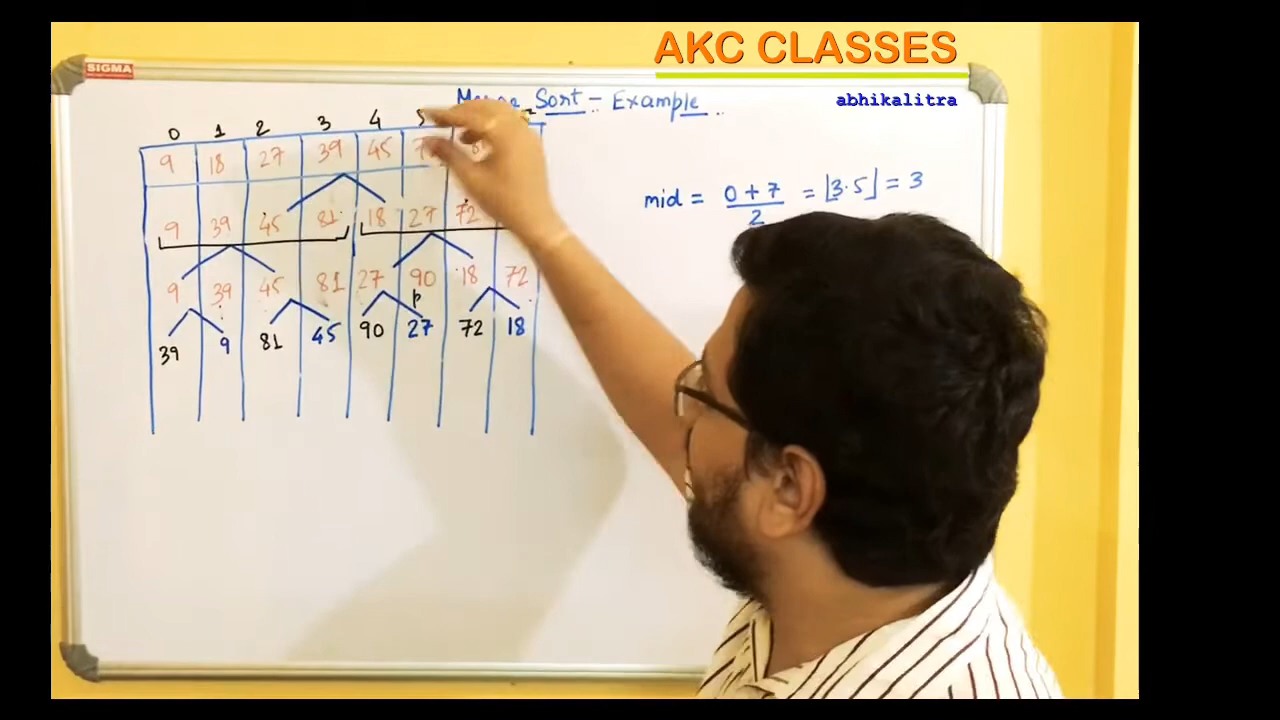 AKC CLASSES
SIGMA
Sort - Example
abhikalitra
0 1 2 3 4 5
9 18 27 39 45
mid = 0 + 7 / 2 = ⌊3.5⌋ = 3
9 39 45 81 18 27 72
9 39 45 81 27 90 18 72
p
39 9 81 45 90 27 72 18